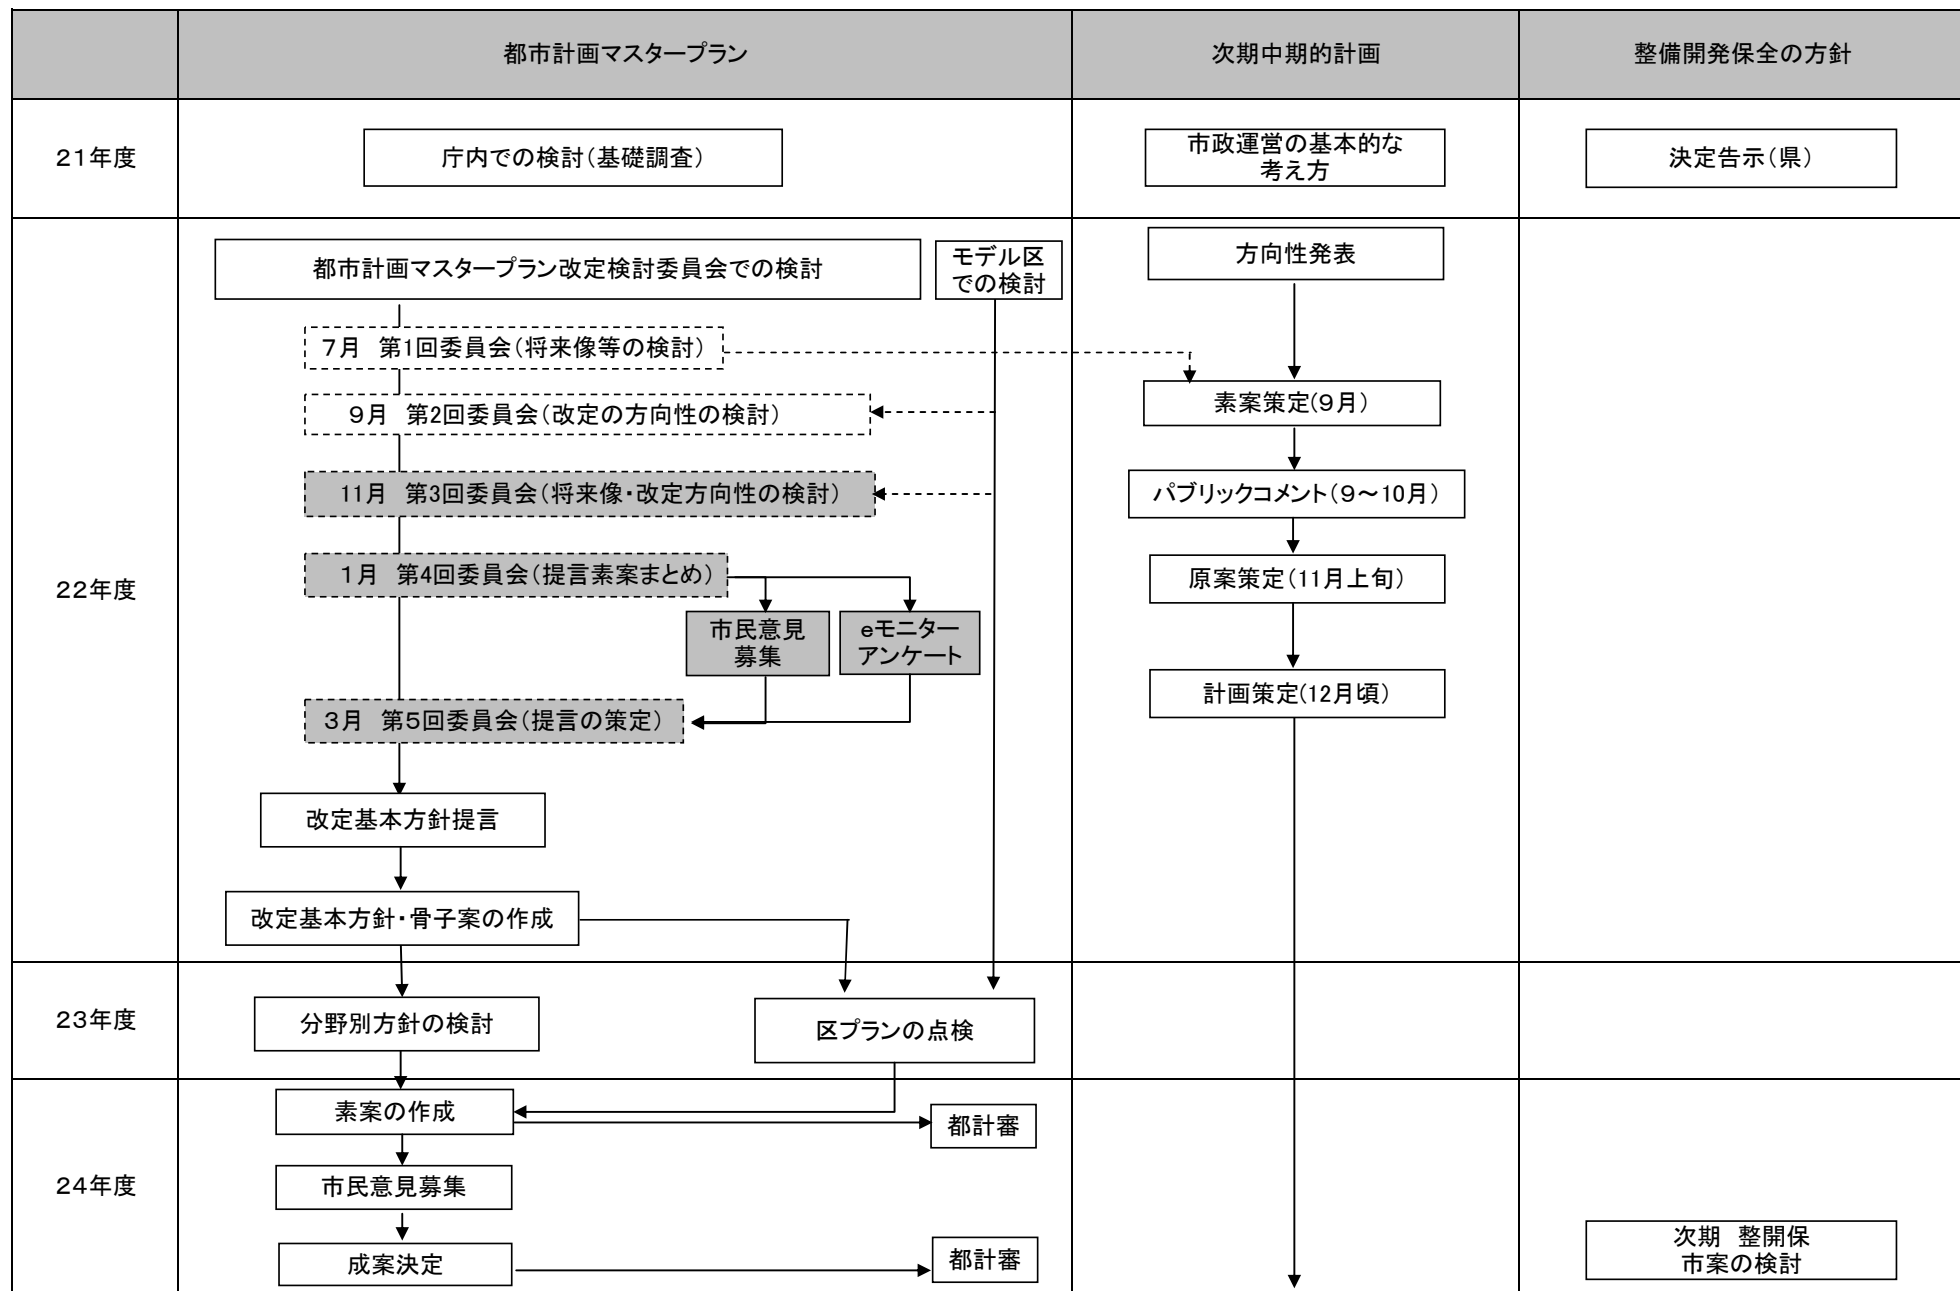 都市計画マスタープラン
次期中期的計画
整備開発保全の方針
21年度
庁内での検討(基礎調査)
市政運営の基本的な
考え方
決定告示(県)
22年度
都市計画マスタープラン改定検討委員会での検討
モデル区
での検討
方向性発表
7月 第1回委員会(将来像等の検討)
9月 第2回委員会(改定の方向性の検討)
素案策定(9月)
11月 第3回委員会(将来像・改定方向性の検討)
パブリックコメント(9~10月)
1月 第4回委員会(提言素案まとめ)
原案策定(11月上旬)
市民意見
募集
eモニター
アンケート
3月 第5回委員会(提言の策定)
計画策定(12月頃)
改定基本方針提言
改定基本方針・骨子案の作成
23年度
分野別方針の検討
区プランの点検
24年度
素案の作成
都計審
市民意見募集
成案決定
都計審
次期 整開保
市案の検討